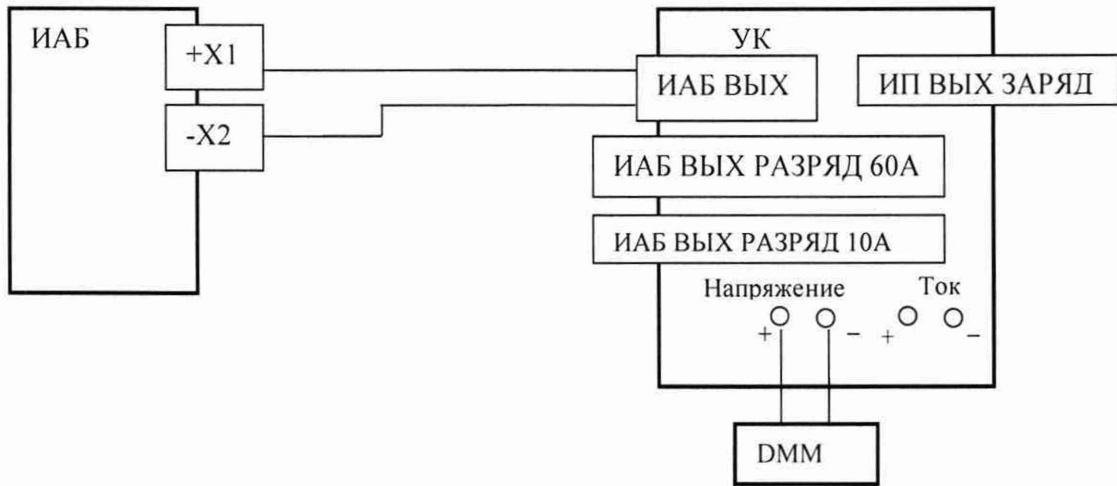 ИАБ
+X1
-X2
УК
ИАБ ВЫХ
ИП ВЫХ ЗАРЯД
ИАБ ВЫХ РАЗРЯД 60А
ИАБ ВЫХ РАЗРЯД 10А
Напряжение Ток
+ − + −
DMM